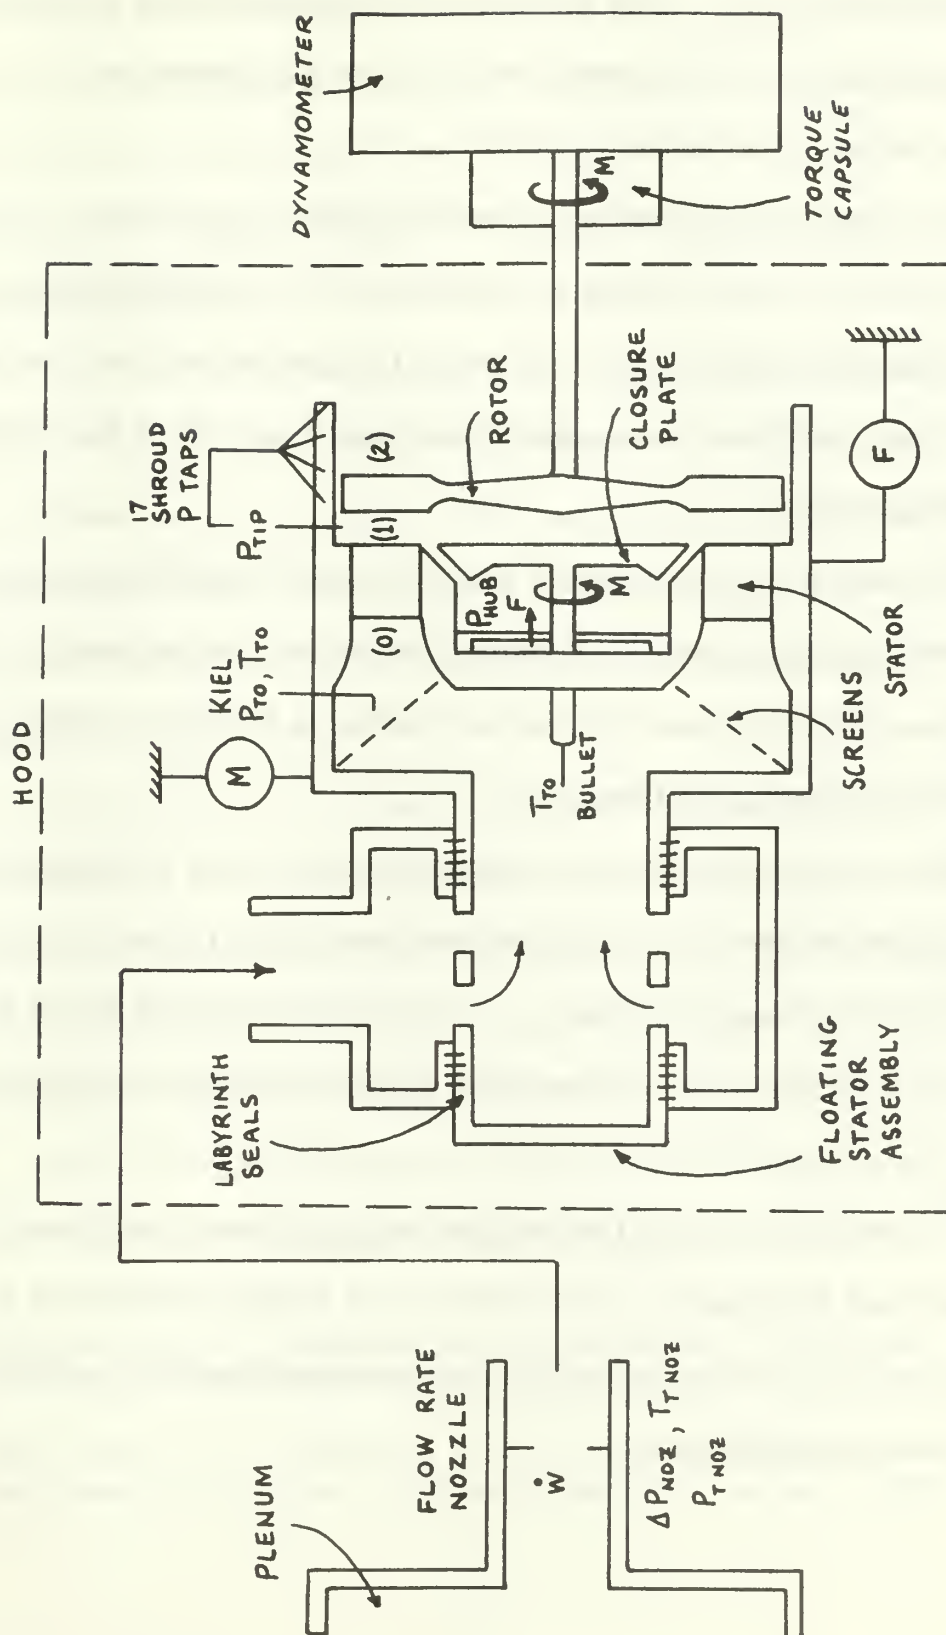 PLENUM
FLOW RATE
NOZZLE
Ẇ
ΔP_NOZ, T_T NOZ
P_T NOZ
HOOD
LABYRINTH
SEALS
FLOATING
STATOR
ASSEMBLY
M
KIEL
P_TO, T_TO
T_TO
BULLET
SCREENS
STATOR
(0)
P_HUB
F
M
(1)
(2)
P_TIP
17
SHROUD
P TAPS
ROTOR
CLOSURE
PLATE
F
DYNAMOMETER
M
TORQUE
CAPSULE